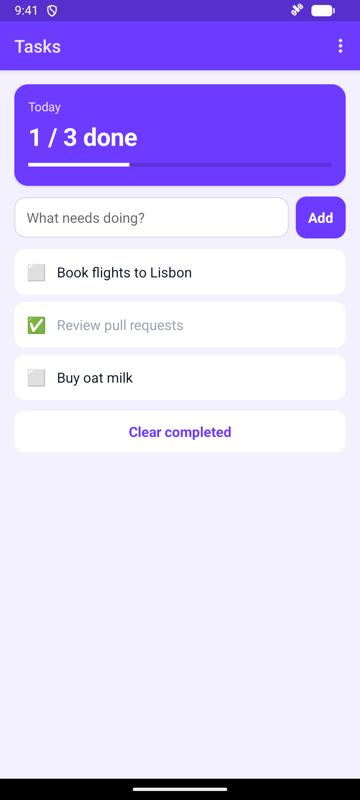 9:41
Tasks
Today
1 / 3 done
What needs doing?
Add
Book flights to Lisbon
Review pull requests
Buy oat milk
Clear completed